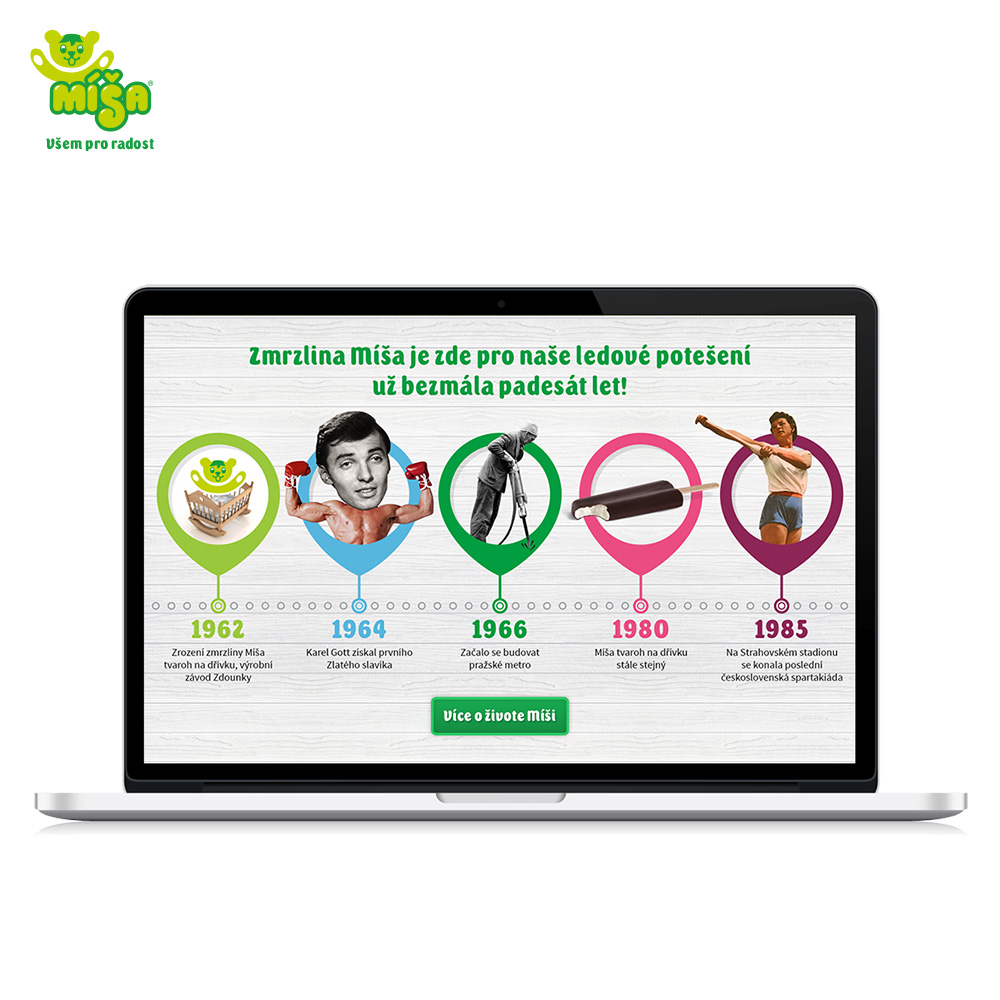 Míša®
Všem pro radost
Zmrzlina Míša je zde pro naše ledové potešení
už bezmála padesát let!
1962
Zrození zmrzliny Míša
tvaroh na dřívku, výrobní
závod Zdounky
1964
Karel Gott získal prvního
Zlatého slavíka
1966
Začalo se budovat
pražské metro
1980
Míša tvaroh na dřívku
stále stejný
1985
Na Strahovském stadionu
se konala poslední
československá spartakiáda
Více o živote Míši